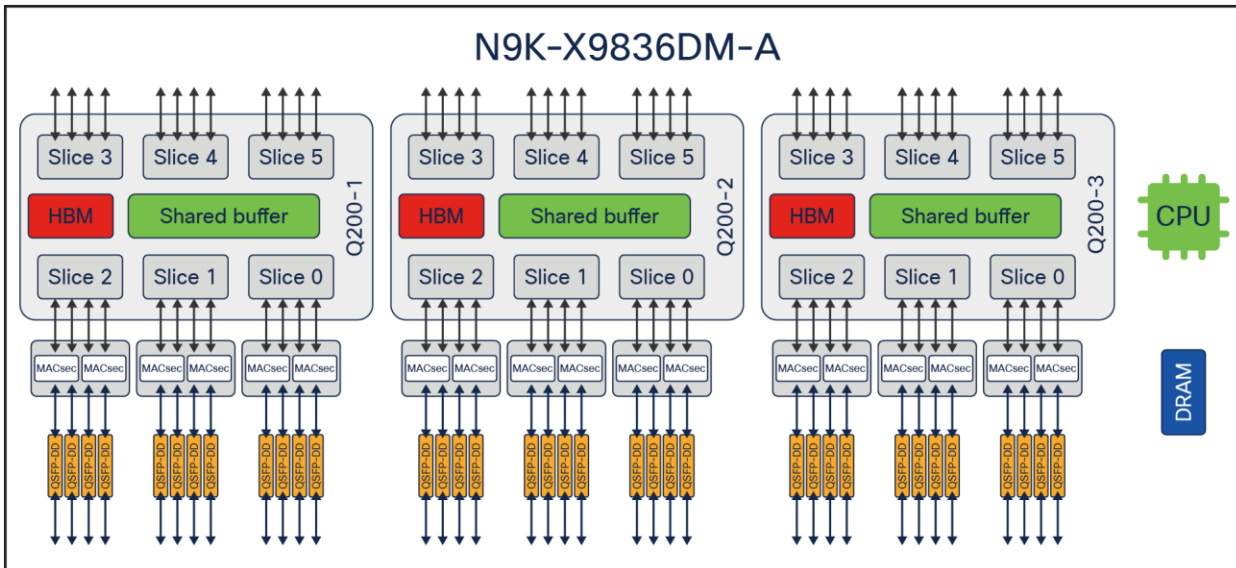 N9K-X9836DM-A
Slice 3 Slice 4 Slice 5
HBM Shared buffer
Slice 2 Slice 1 Slice 0
Q200-1
MACsec MACsec MACsec MACsec MACsec MACsec
QSFP-DD QSFP-DD QSFP-DD QSFP-DD QSFP-DD QSFP-DD QSFP-DD QSFP-DD QSFP-DD QSFP-DD QSFP-DD QSFP-DD
Slice 3 Slice 4 Slice 5
HBM Shared buffer
Slice 2 Slice 1 Slice 0
Q200-2
MACsec MACsec MACsec MACsec MACsec MACsec
QSFP-DD QSFP-DD QSFP-DD QSFP-DD QSFP-DD QSFP-DD QSFP-DD QSFP-DD QSFP-DD QSFP-DD QSFP-DD QSFP-DD
Slice 3 Slice 4 Slice 5
HBM Shared buffer
Slice 2 Slice 1 Slice 0
Q200-3
MACsec MACsec MACsec MACsec MACsec MACsec
QSFP-DD QSFP-DD QSFP-DD QSFP-DD QSFP-DD QSFP-DD QSFP-DD QSFP-DD QSFP-DD QSFP-DD QSFP-DD QSFP-DD
CPU
DRAM